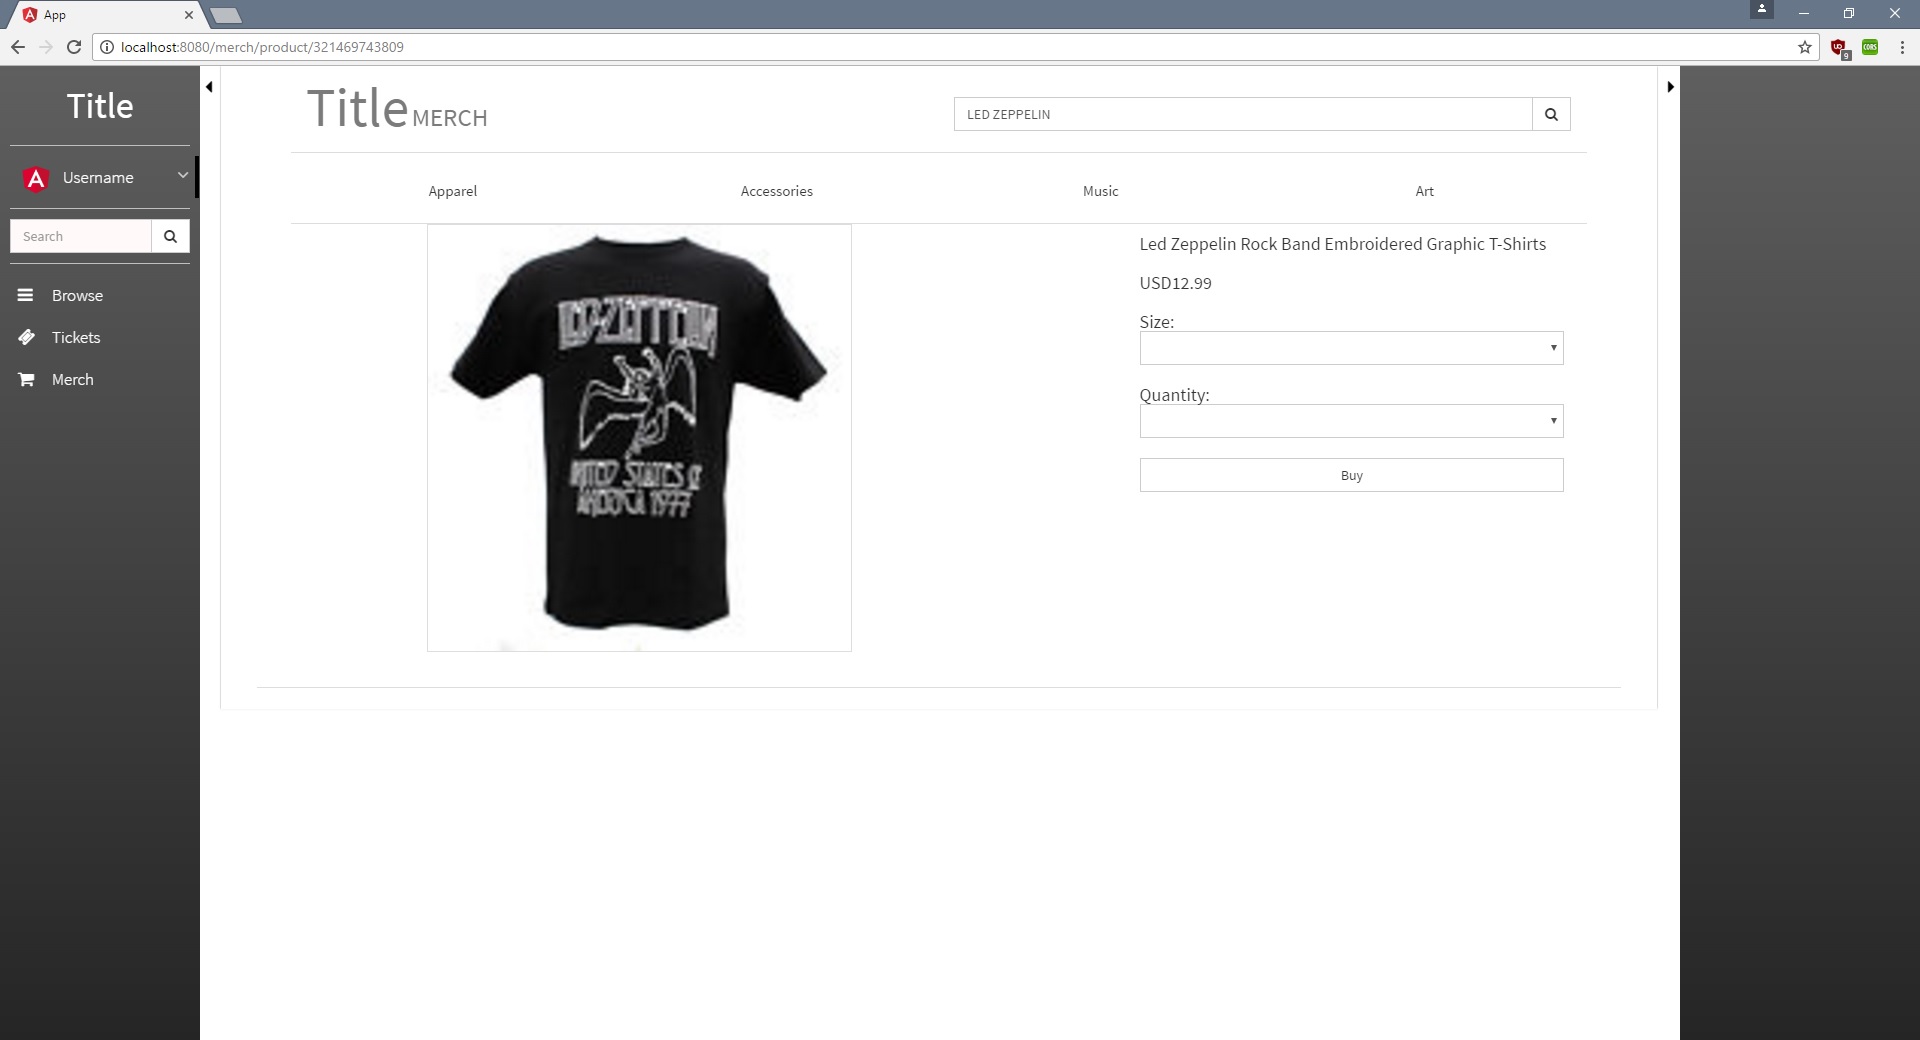 App
localhost:8080/merch/product/321469743809
9
CORS
Title
Username
Search
Browse
Tickets
Merch
Title MERCH
LED ZEPPELIN
Apparel Accessories Music Art
LED ZEPPELIN
UNITED STATES OF
AMERICA 1977
Led Zeppelin Rock Band Embroidered Graphic T-Shirts
USD12.99
Size:
Quantity:
Buy